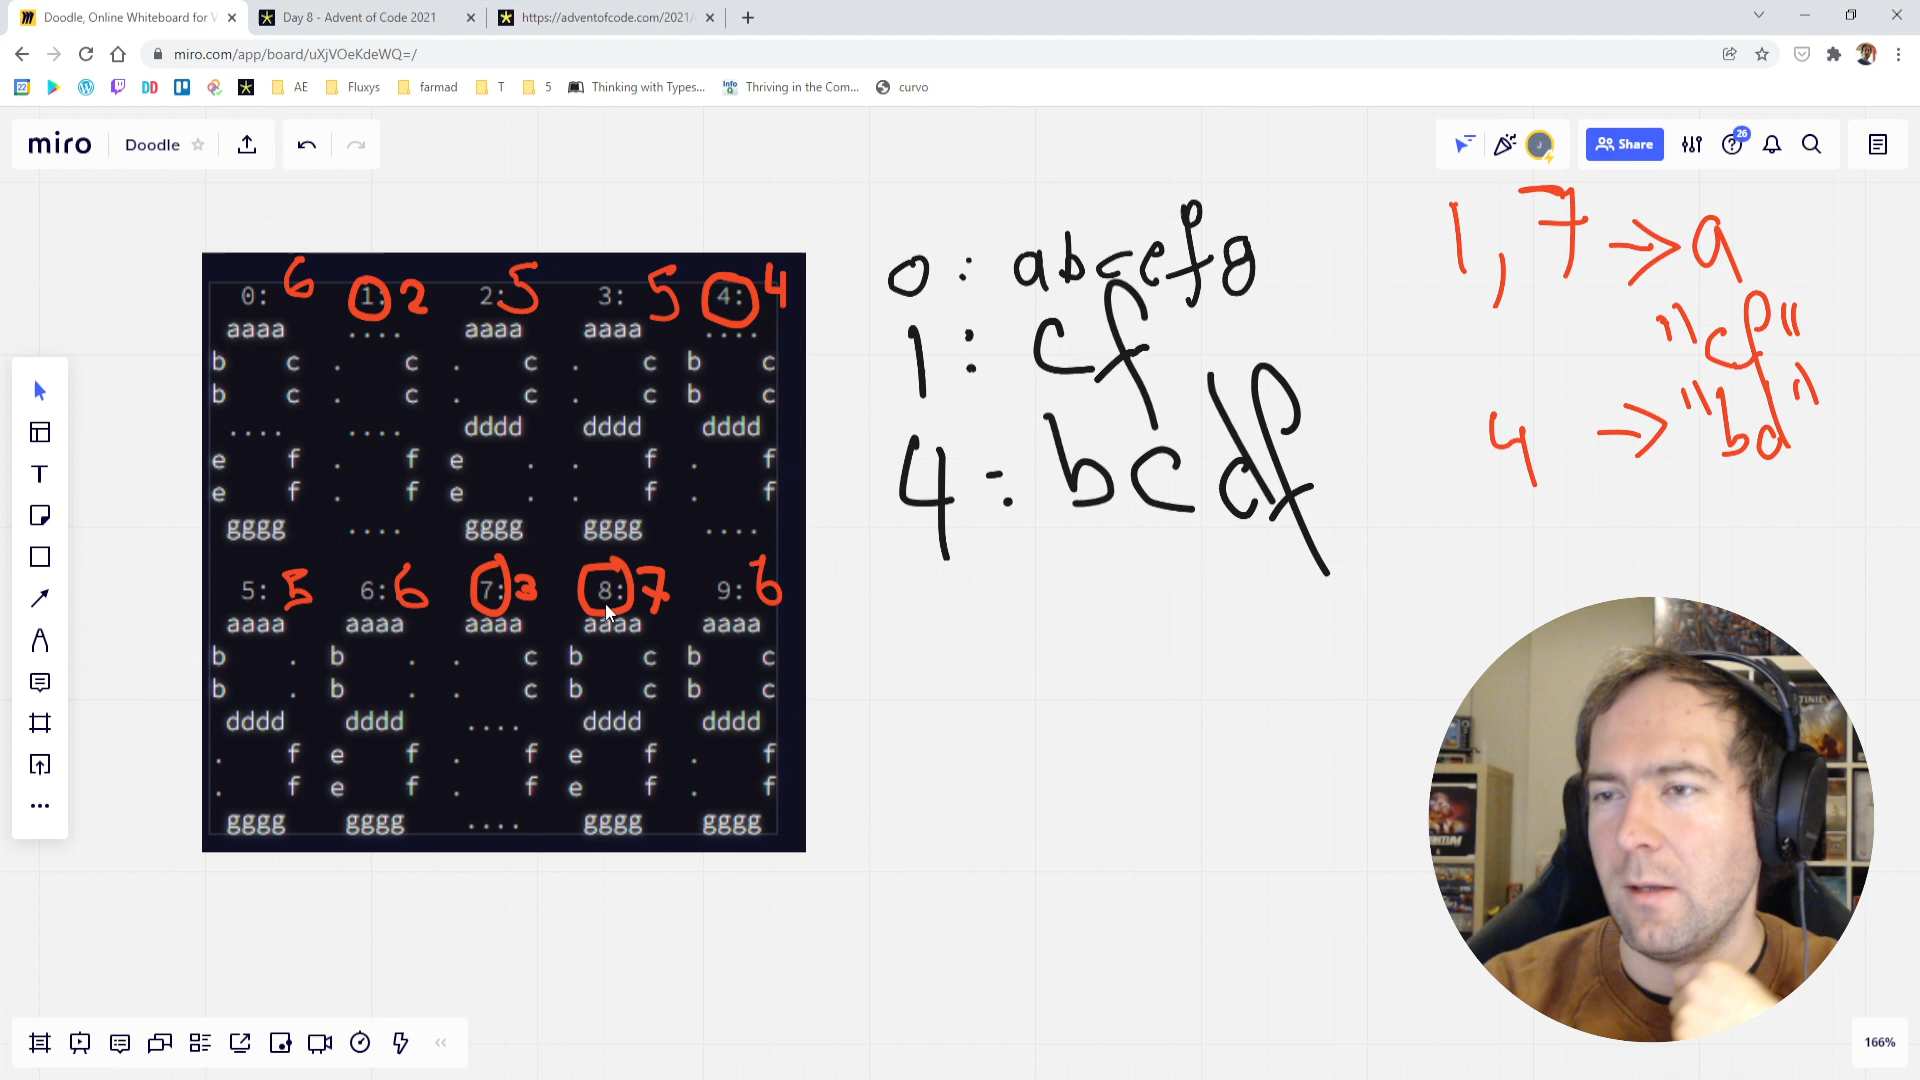 Doodle, Online Whiteboard for V
Day 8 - Advent of Code 2021
https://adventofcode.com/2021/
miro.com/app/board/uXjVOeKdeWQ=/
22
DD
AE
Fluxys
farmad
T
5
Thinking with Types...
Info
Thriving in the Com...
curvo
miro
Doodle
Share
26
0: 6 1: 2 2: 5 3: 5 4: 4
aaaa .... aaaa aaaa ....
b c . c . c . c b c
b c . c . c . c b c
.... .... dddd dddd dddd
e f . f e . . f . f
e f . f e . . f . f
gggg .... gggg gggg ....
5: 5 6: 6 7: 3 8: 7 9: 6
aaaa aaaa aaaa aaaa aaaa
b . b . . c b c b c
b . b . . c b c b c
dddd dddd .... dddd dddd
. f e f . f e f . f
. f e f . f e f . f
gggg gggg .... gggg gggg
0: abcefg
1: cf
4: bcdf
1, 7 -> a
"cf"
4 -> "bd"
166%